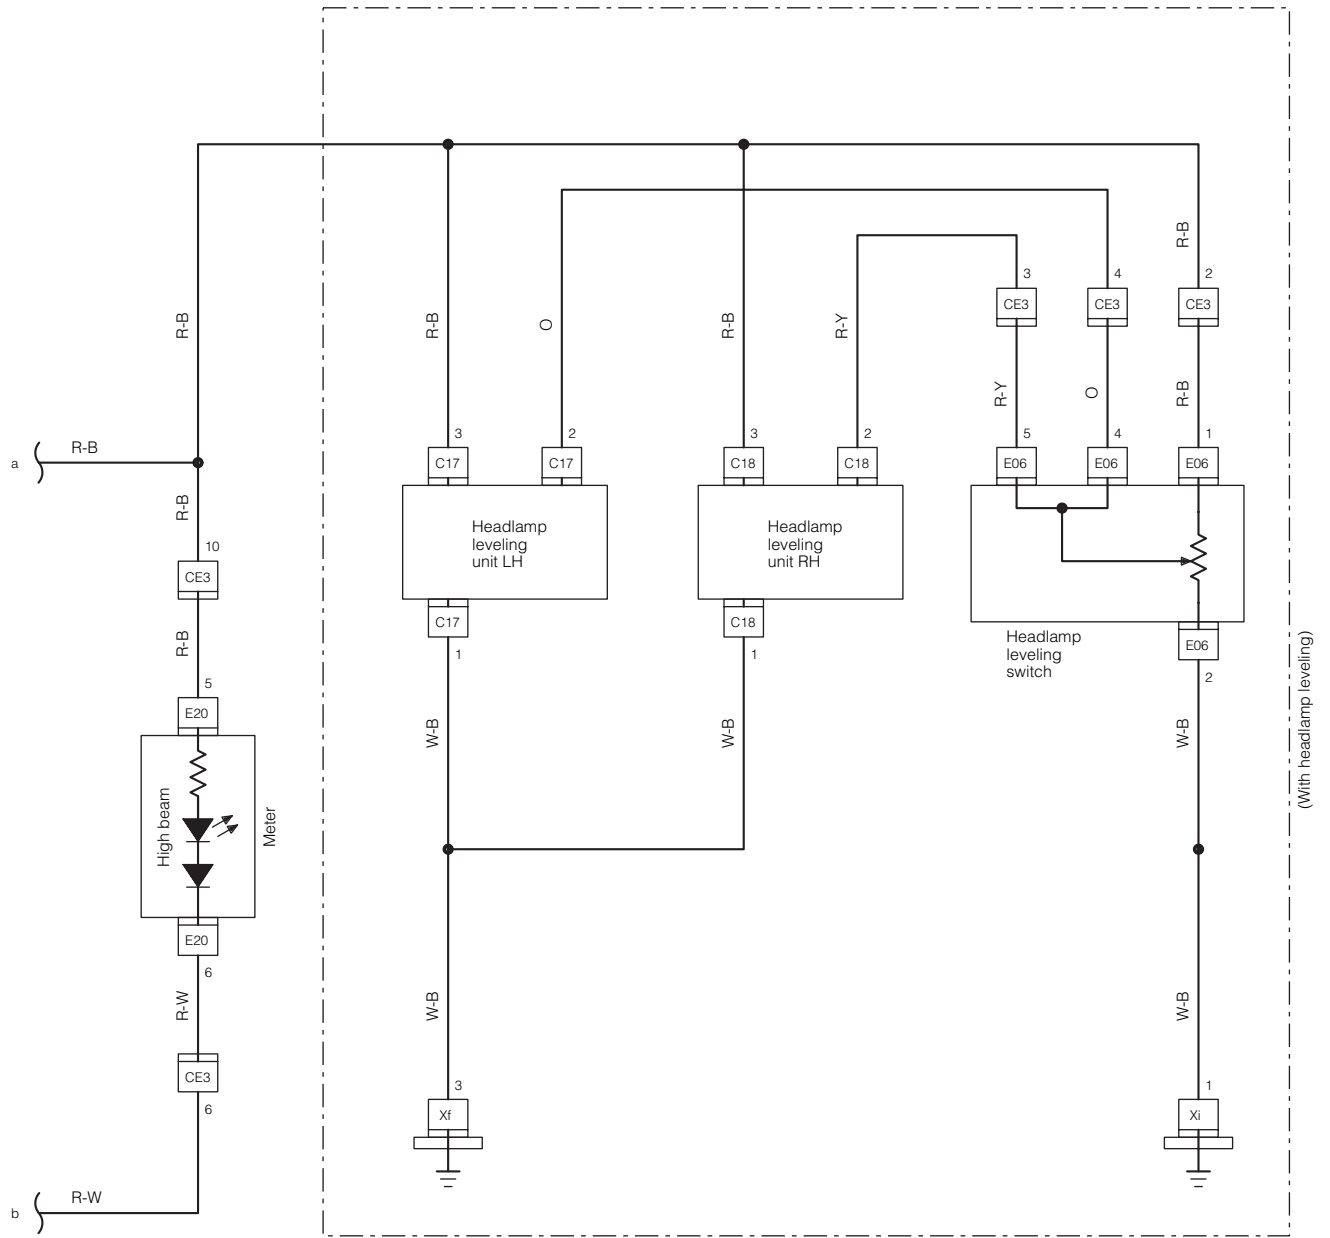 R-B
3
4
2
CE3
CE3
CE3
R-B
R-B
O
R-B
R-Y
R-Y
O
R-B
a
R-B
3
2
3
2
5
4
1
C17
C17
C18
C18
E06
E06
E06
R-B
Headlamp
leveling
unit LH
Headlamp
leveling
unit RH
10
CE3
C17
C18
1
1
R-B
Headlamp
leveling
switch
E06
2
5
E20
W-B
W-B
W-B
(With headlamp leveling)
High beam
Meter
E20
6
R-W
W-B
W-B
CE3
6
3
1
Xf
Xi
b
R-W